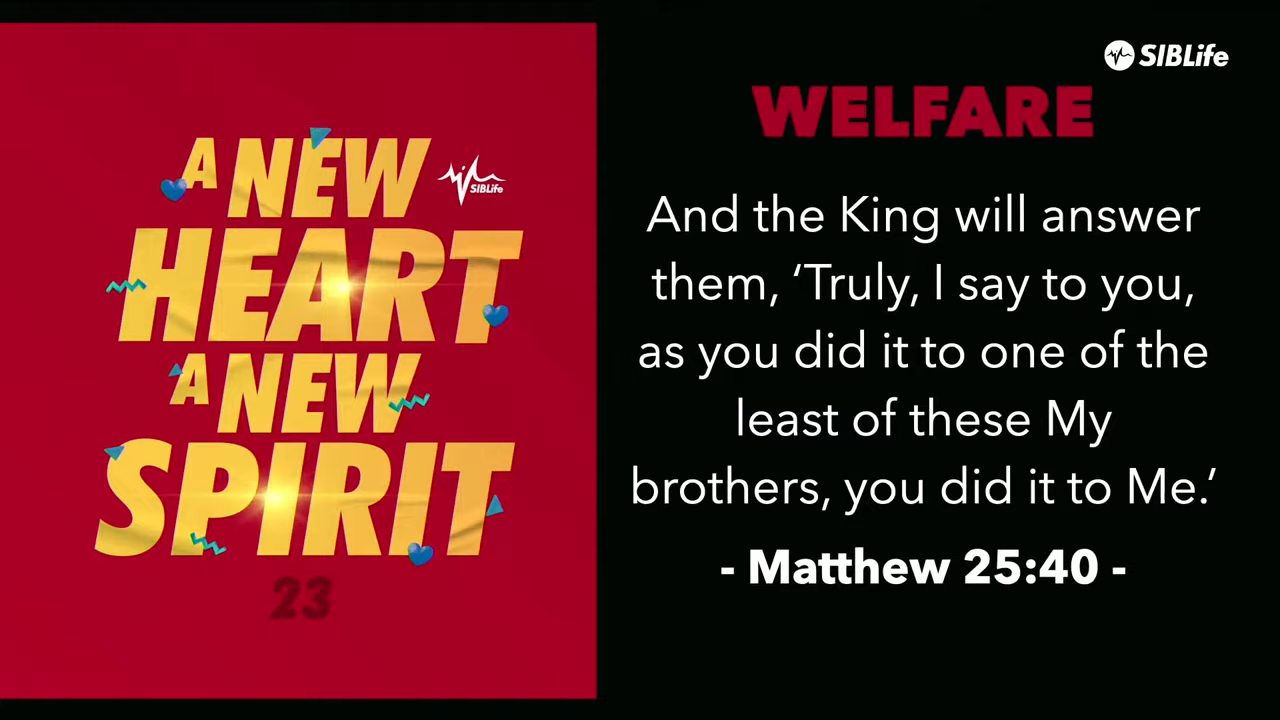 A NEW
SIBLife
HEART
A NEW
SPIRIT
23
SIBLife
WELFARE
And the King will answer
them, ‘Truly, I say to you,
as you did it to one of the
least of these My
brothers, you did it to Me.’
- Matthew 25:40 -